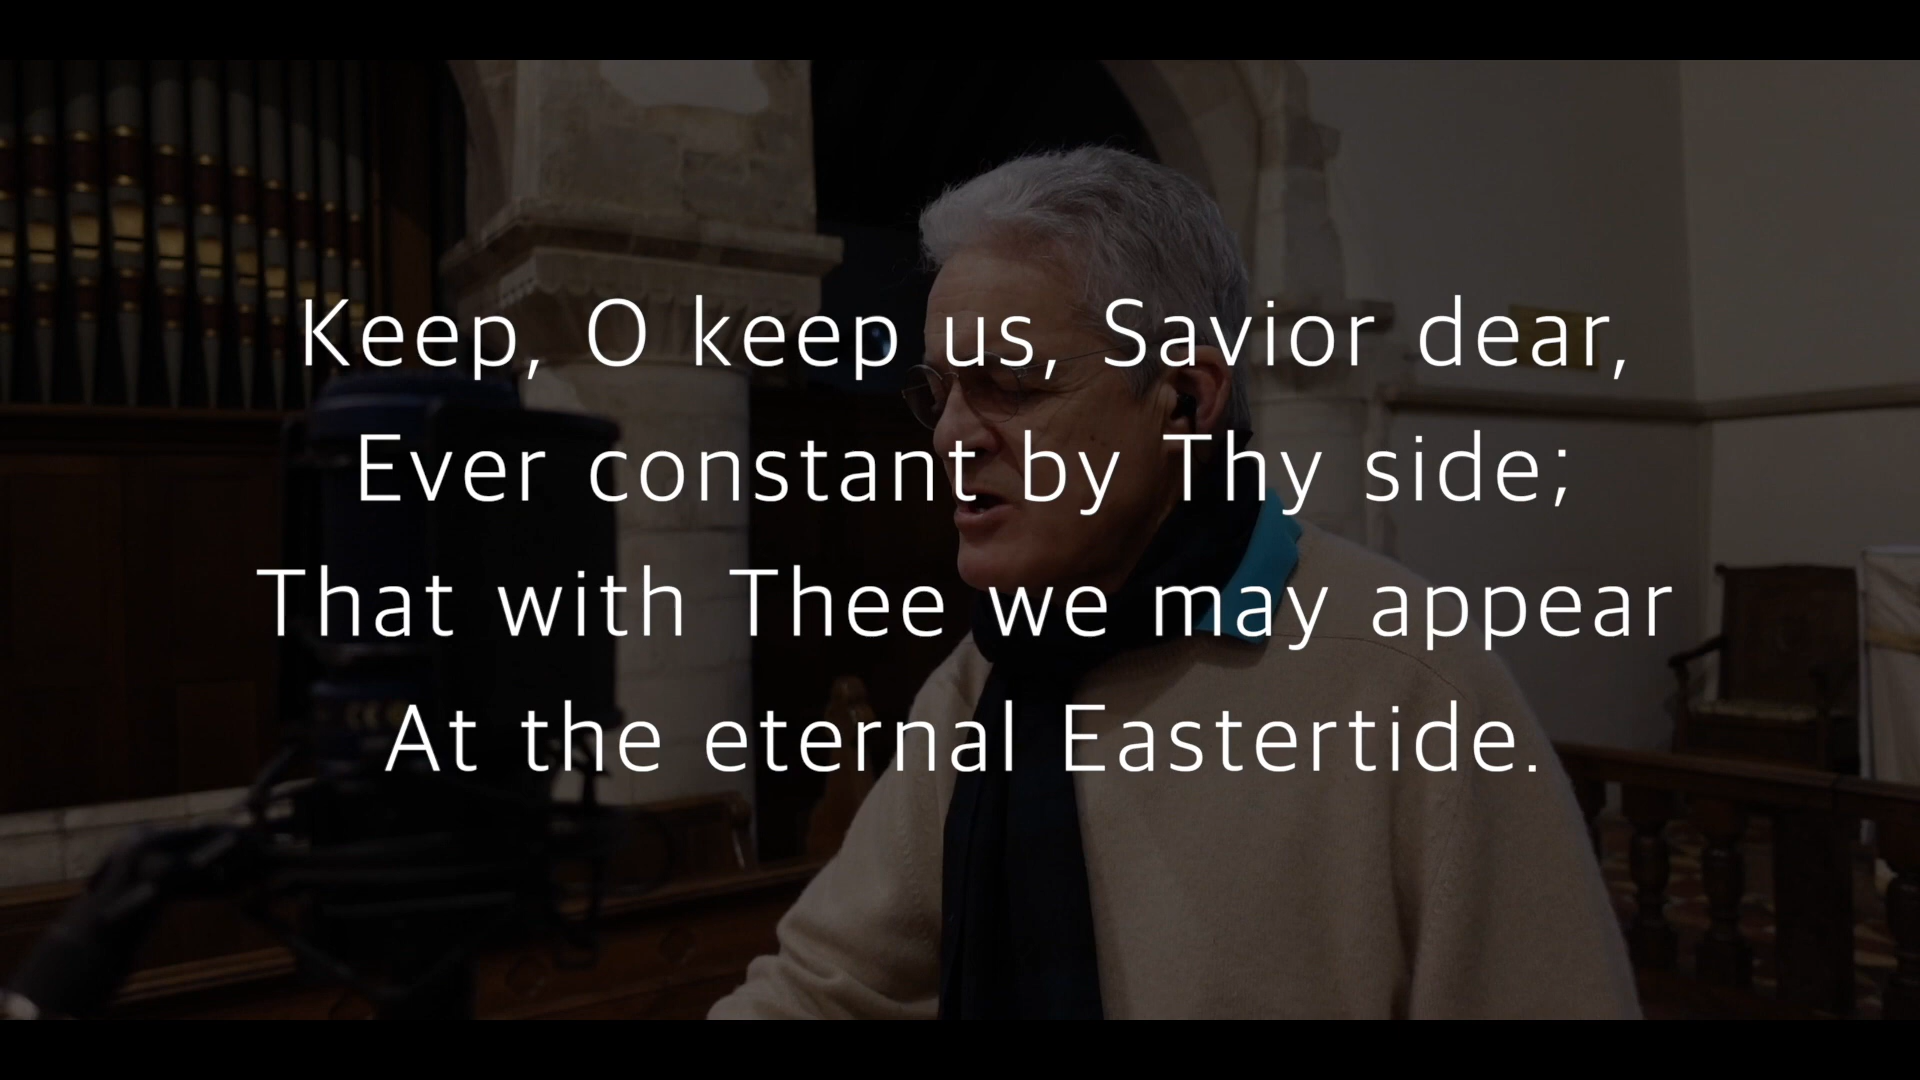 Keep, O keep us, Savior dear,
Ever constant by Thy side;
That with Thee we may appear
At the eternal Eastertide.